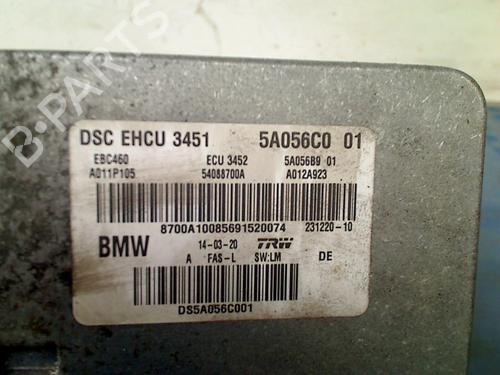 B-PARTS
DSC EHCU 3451 5A056C0 01
EBC460 ECU 3452 5A056B9 01
A011P105 54088700A A012A923
8700A10085691520074 231220-10
BMW 14-03-20 TRW
A FAS-L SW:LM DE
DS5A056C001